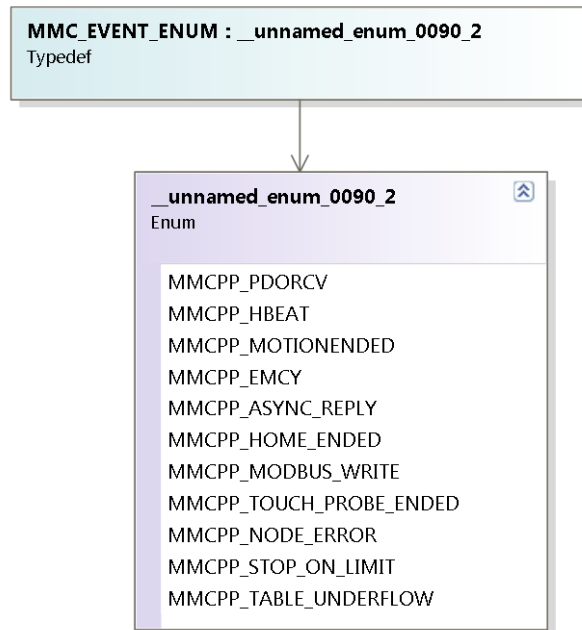 MMC_EVENT_ENUM : __unnamed_enum_0090_2
Typedef
__unnamed_enum_0090_2
Enum
MMCPP_PDORCV
MMCPP_HBEAT
MMCPP_MOTIONENDED
MMCPP_EMCY
MMCPP_ASYNC_REPLY
MMCPP_HOME_ENDED
MMCPP_MODBUS_WRITE
MMCPP_TOUCH_PROBE_ENDED
MMCPP_NODE_ERROR
MMCPP_STOP_ON_LIMIT
MMCPP_TABLE_UNDERFLOW